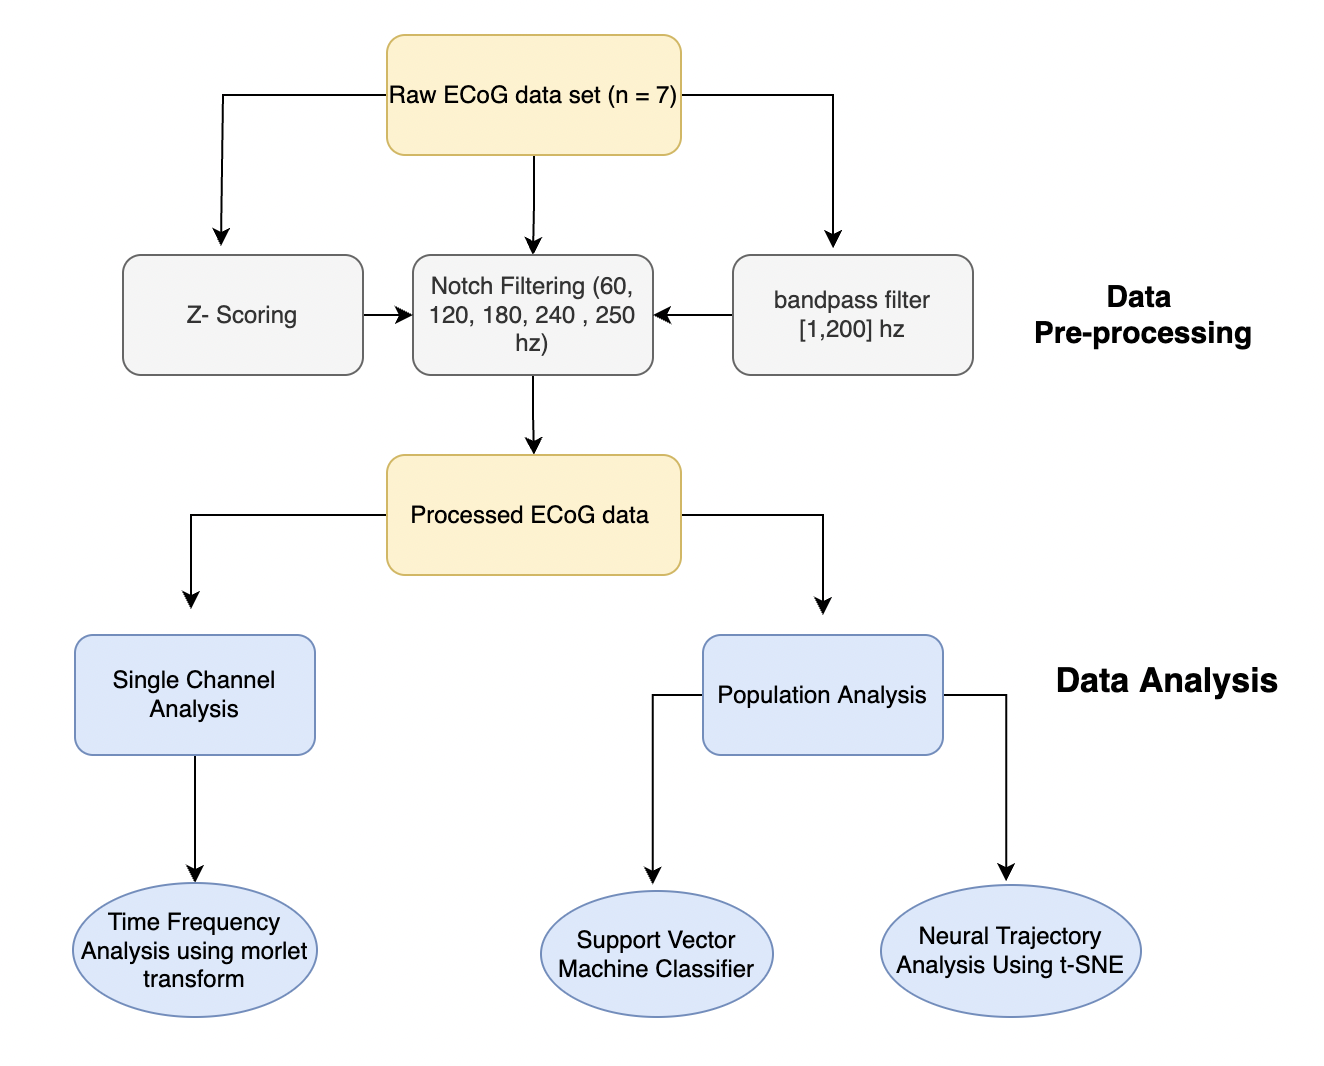 Raw ECoG data set (n = 7)
Z- Scoring
Notch Filtering (60,
120, 180, 240 , 250
hz)
bandpass filter
[1,200] hz
Data
Pre-processing
Processed ECoG data
Single Channel
Analysis
Population Analysis
Data Analysis
Time Frequency
Analysis using morlet
transform
Support Vector
Machine Classifier
Neural Trajectory
Analysis Using t-SNE